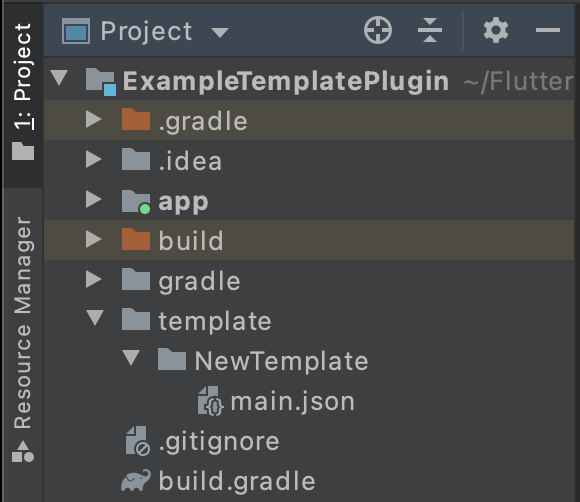 1: Project
Resource Manager
Project
ExampleTemplatePlugin ~/Flutter
.gradle
.idea
app
build
gradle
template
NewTemplate
main.json
.gitignore
build.gradle